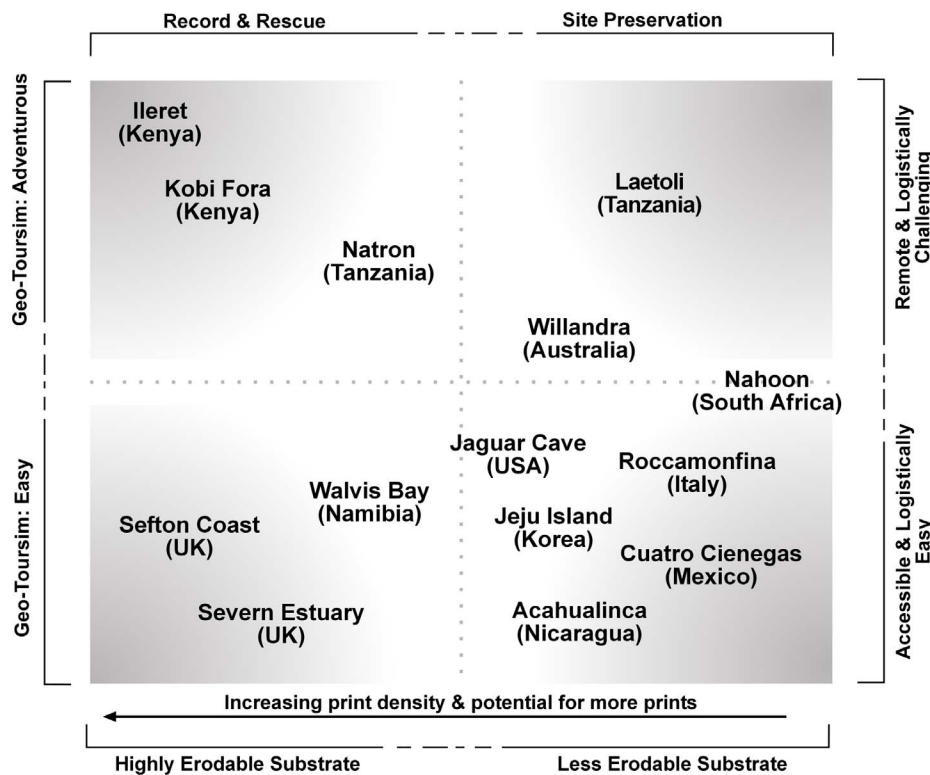 Record & Rescue
Site Preservation
Geo-Toursim: Adventurous
Ileret
(Kenya)
Kobi Fora
(Kenya)
Natron
(Tanzania)
Laetoli
(Tanzania)
Willandra
(Australia)
Remote & Logistically
Challenging
Nahoon
(South Africa)
Geo-Toursim: Easy
Jaguar Cave
(USA)
Roccamonfina
(Italy)
Walvis Bay
(Namibia)
Jeju Island
(Korea)
Sefton Coast
(UK)
Cuatro Cienegas
(Mexico)
Severn Estuary
(UK)
Acahualinca
(Nicaragua)
Accessible & Logistically
Easy
Increasing print density & potential for more prints
Highly Erodable Substrate
Less Erodable Substrate